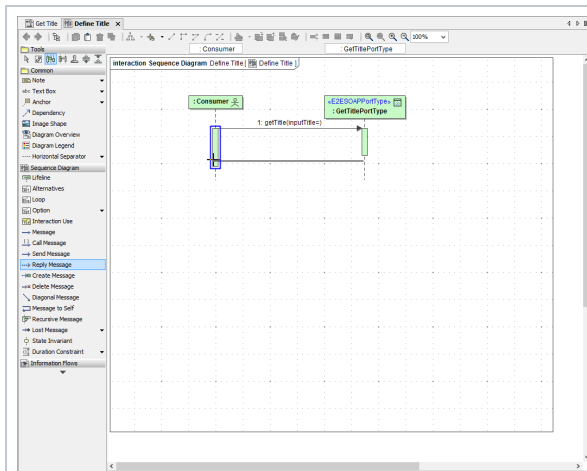 Get Title Define Title
100%
Tools
: Consumer : GetTitlePortType
interaction Sequence Diagram Define Title [ Define Title ]
Common
Note
Text Box
Anchor
Dependency
Image Shape
Diagram Overview
Diagram Legend
Horizontal Separator
Sequence Diagram
Lifeline
Alternatives
Loop
Option
Interaction Use
Message
Call Message
Send Message
Reply Message
Create Message
Delete Message
Diagonal Message
Message to Self
Recursive Message
Lost Message
State Invariant
Duration Constraint
Information Flows
: Consumer
«E2ESOAPPortType»
: GetTitlePortType
1: getTitle(inputTitle=)